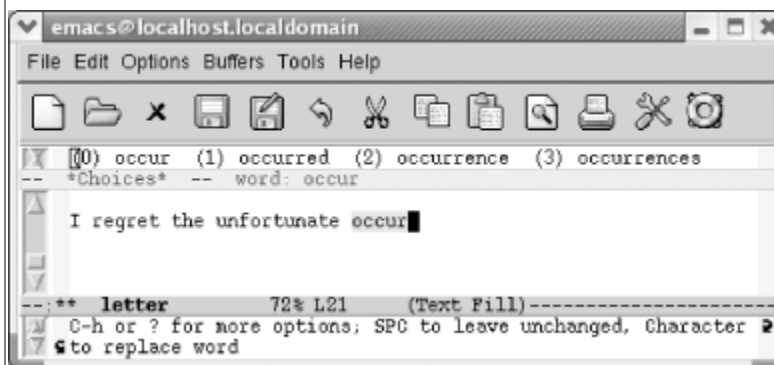 emacs@localhost.localdomain
File Edit Options Buffers Tools Help
(0) occur (1) occurred (2) occurrence (3) occurrences
-- *Choices* -- word: occur
I regret the unfortunate occur
--:** letter 72% L21 (Text Fill)----------------------
C-h or ? for more options; SPC to leave unchanged, Character
to replace word